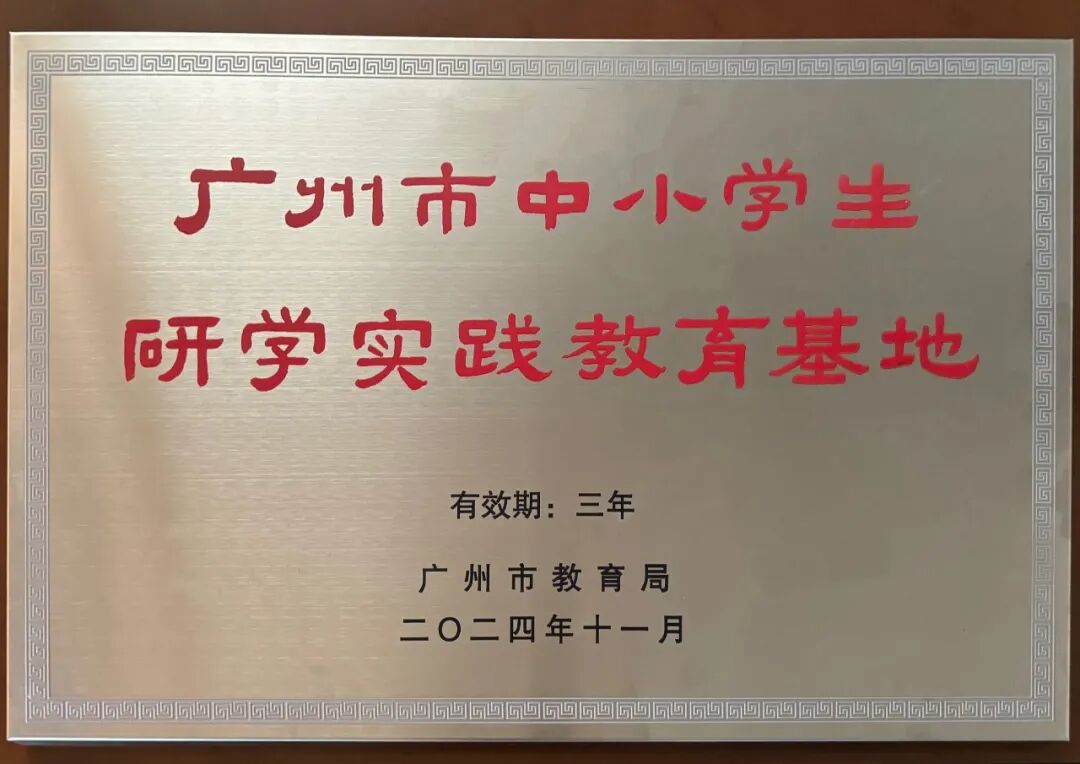 广州市中小学生
研学实践教育基地
有效期：三年
广州市教育局
二〇二四年十一月